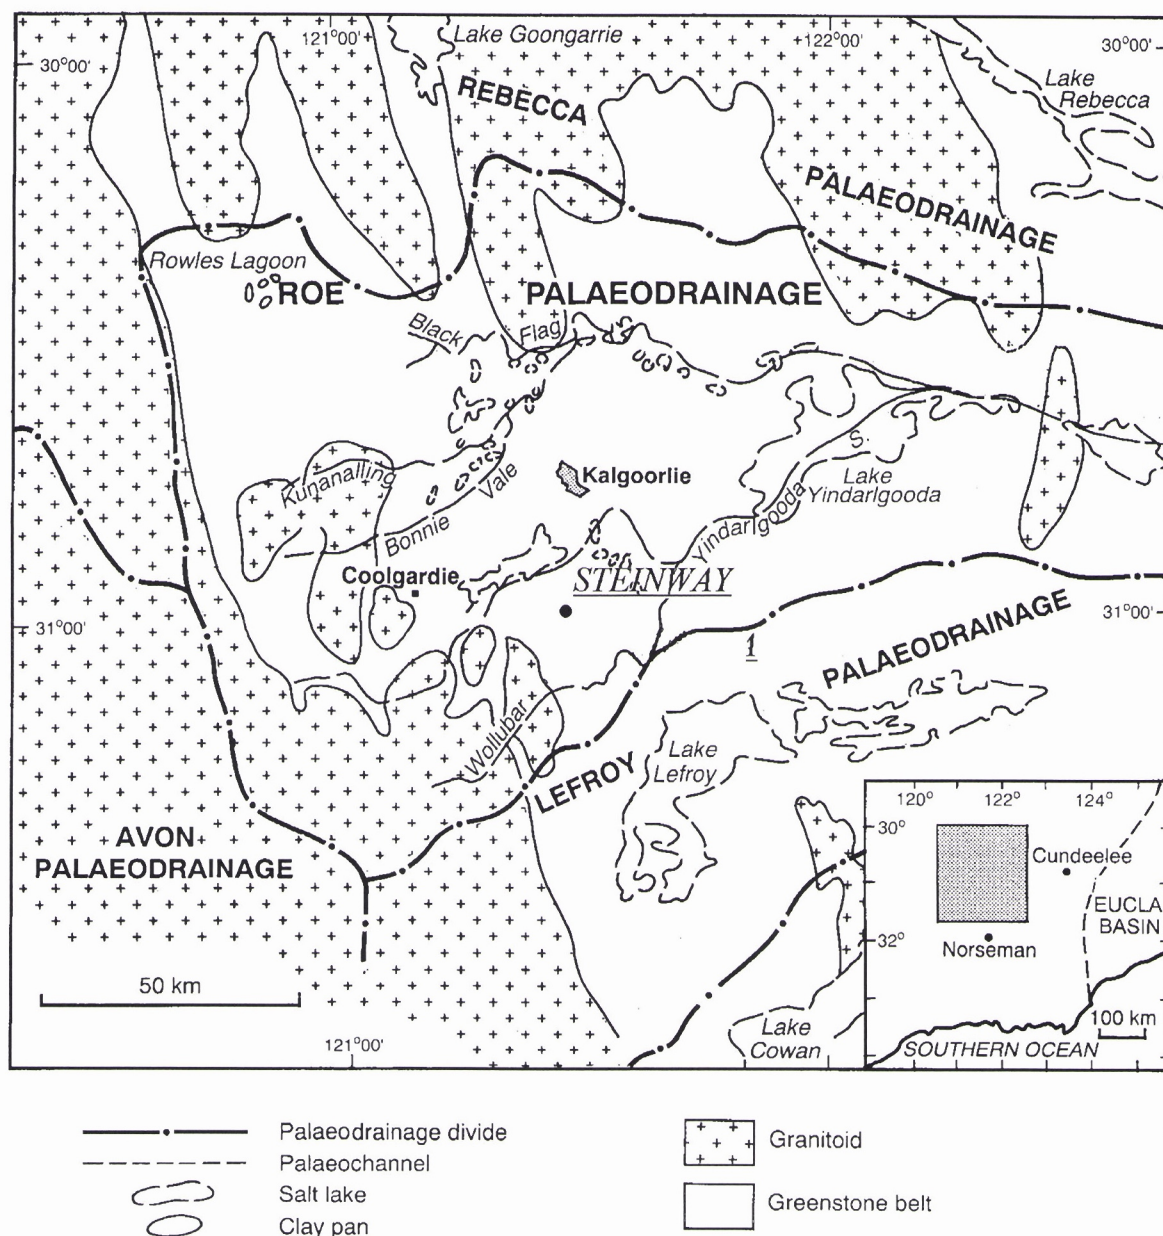 121°00'
Lake Goongarrie
122°00'
30°00'
30°00'
Lake
Rebecca
REBECCA
PALAEODRAINAGE
Rowles Lagoon
ROE
PALAEODRAINAGE
Black
Flag
Kunanalling
Vale
Bonnie
Kalgoorlie
S.
Lake
Yindarlgooda
Yindarlgooda
Coolgardie
STEINWAY
31°00'
31°00'
1
PALAEODRAINAGE
Wollubar
Lake
Lefroy
LEFROY
AVON
PALAEODRAINAGE
50 km
121°00'
Lake
Cowan
120°
122°
124°
30°
Cundeelee
EUCLA
BASIN
32°
Norseman
100 km
SOUTHERN OCEAN
Palaeodrainage divide
Palaeochannel
Salt lake
Clay pan
Granitoid
Greenstone belt